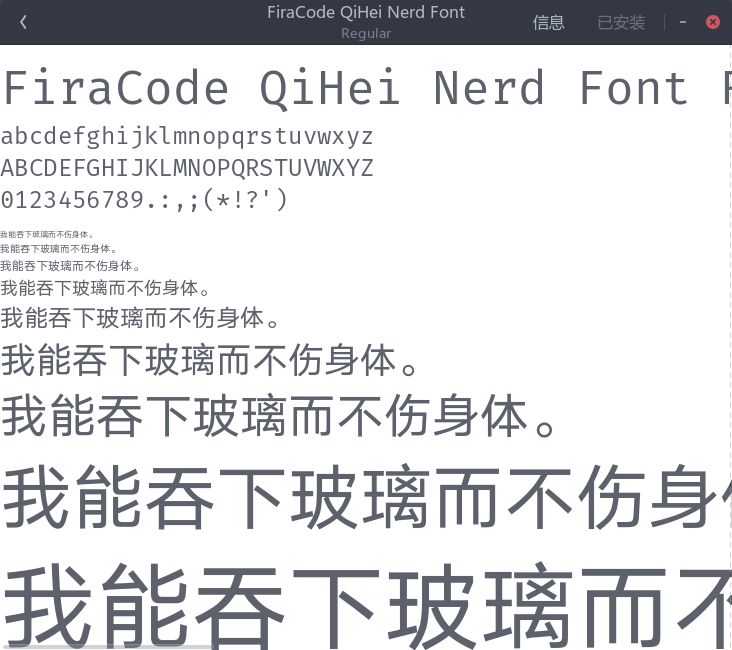 FiraCode QiHei Nerd Font
Regular
信息
已安装
FiraCode QiHei Nerd Font
abcdefghijklmnopqrstuvwxyz
ABCDEFGHIJKLMNOPQRSTUVWXYZ
0123456789.:,;(*!?')
我能吞下玻璃而不伤身体。
我能吞下玻璃而不伤身体。
我能吞下玻璃而不伤身体。
我能吞下玻璃而不伤身体。
我能吞下玻璃而不伤身体。
我能吞下玻璃而不伤身体。
我能吞下玻璃而不伤身体。
我能吞下玻璃而不伤身
我能吞下玻璃而不